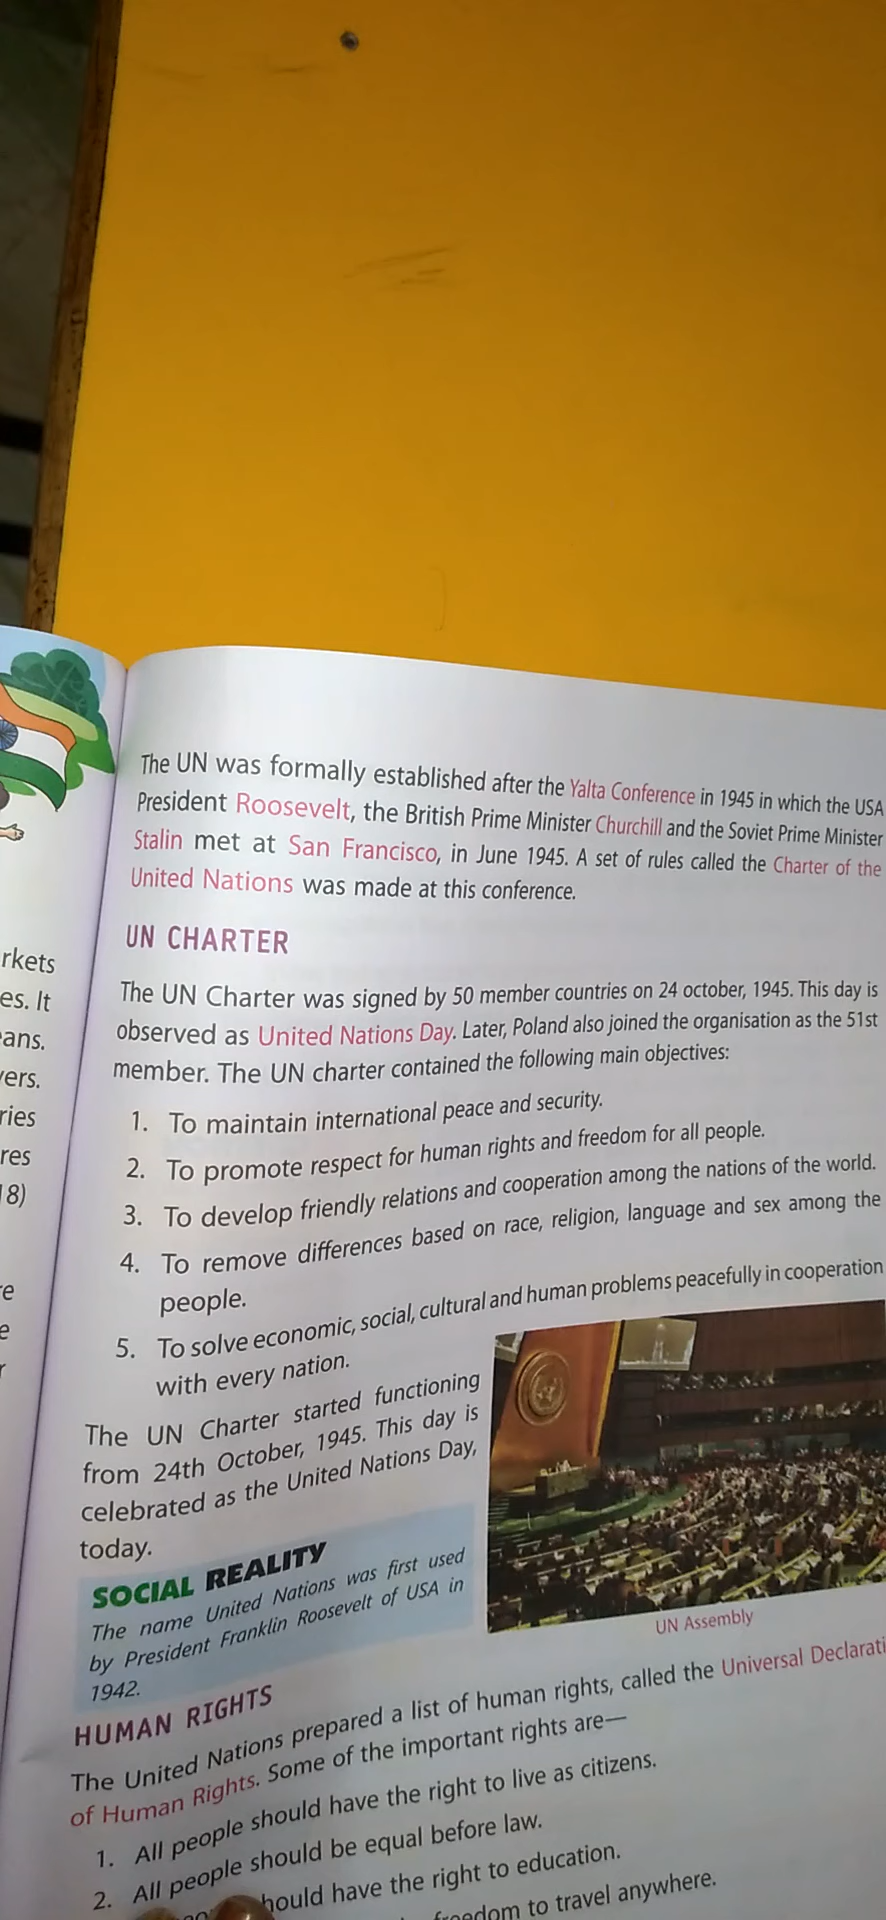 rkets
es. It
ans.
vers.
ries
res
18)
The UN was formally established after the Yalta Conference in 1945 in which the USA
President Roosevelt, the British Prime Minister Churchill and the Soviet Prime Minister
Stalin met at San Francisco, in June 1945. A set of rules called the Charter of the
United Nations was made at this conference.
UN CHARTER
The UN Charter was signed by 50 member countries on 24 october, 1945. This day is
observed as United Nations Day. Later, Poland also joined the organisation as the 51st
member. The UN charter contained the following main objectives:
1. To maintain international peace and security.
2. To promote respect for human rights and freedom for all people.
3. To develop friendly relations and cooperation among the nations of the world.
4. To remove differences based on race, religion, language and sex among the
people.
5. To solve economic, social, cultural and human problems peacefully in cooperation
with every nation.
The UN Charter started functioning
from 24th October, 1945. This day is
celebrated as the United Nations Day,
today.
SOCIAL REALITY
The name United Nations was first used
by President Franklin Roosevelt of USA in
1942.
UN Assembly
HUMAN RIGHTS
The United Nations prepared a list of human rights, called the Universal Declarati
of Human Rights. Some of the important rights are—
1. All people should have the right to live as citizens.
2. All people should be equal before law.
hould have the right to education.
freedom to travel anywhere.